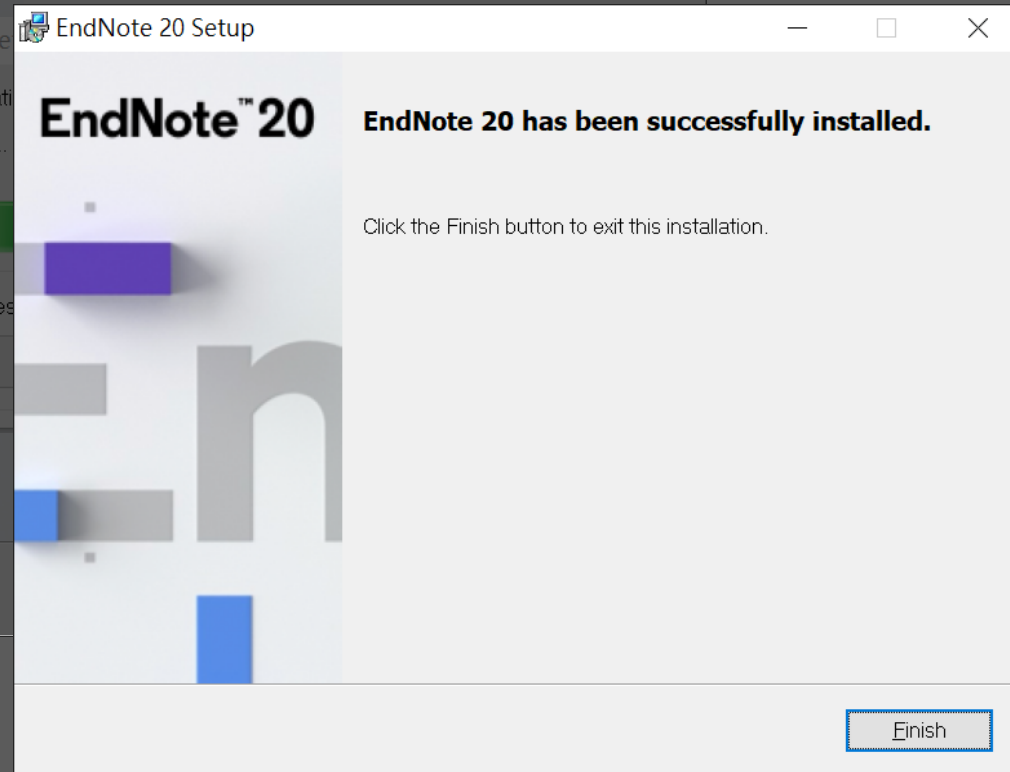 EndNote 20 Setup
EndNote™20
EndNote 20 has been successfully installed.
Click the Finish button to exit this installation.
En
Finish